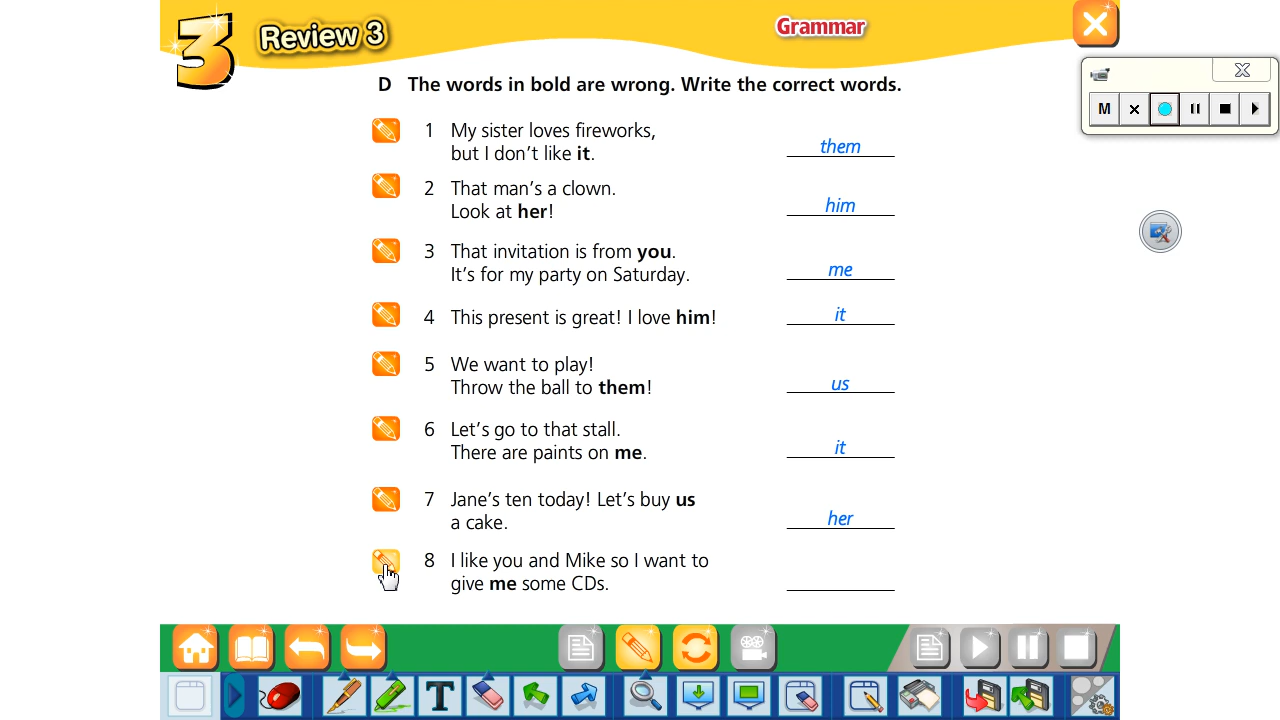 3 Review 3
Grammar
D The words in bold are wrong. Write the correct words.
1 My sister loves fireworks,
but I don't like it. them
2 That man's a clown.
Look at her! him
3 That invitation is from you.
It's for my party on Saturday. me
4 This present is great! I love him! it
5 We want to play!
Throw the ball to them! us
6 Let's go to that stall.
There are paints on me. it
7 Jane's ten today! Let's buy us
a cake. her
8 I like you and Mike so I want to
give me some CDs.
M
T